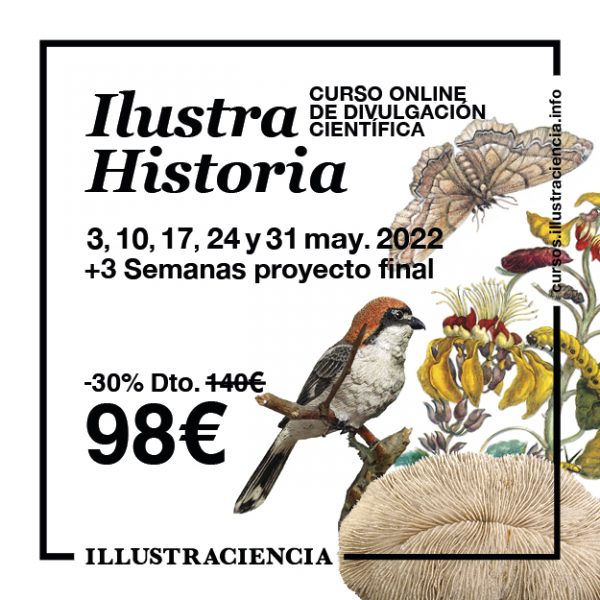 Ilustra
Historia
CURSO ONLINE
DE DIVULGACIÓN
CIENTÍFICA
3, 10, 17, 24 y 31 may. 2022
+3 Semanas proyecto final
-30% Dto. 140€
98€
ILLUSTRACIENCIA
cursos.illustraciencia.info